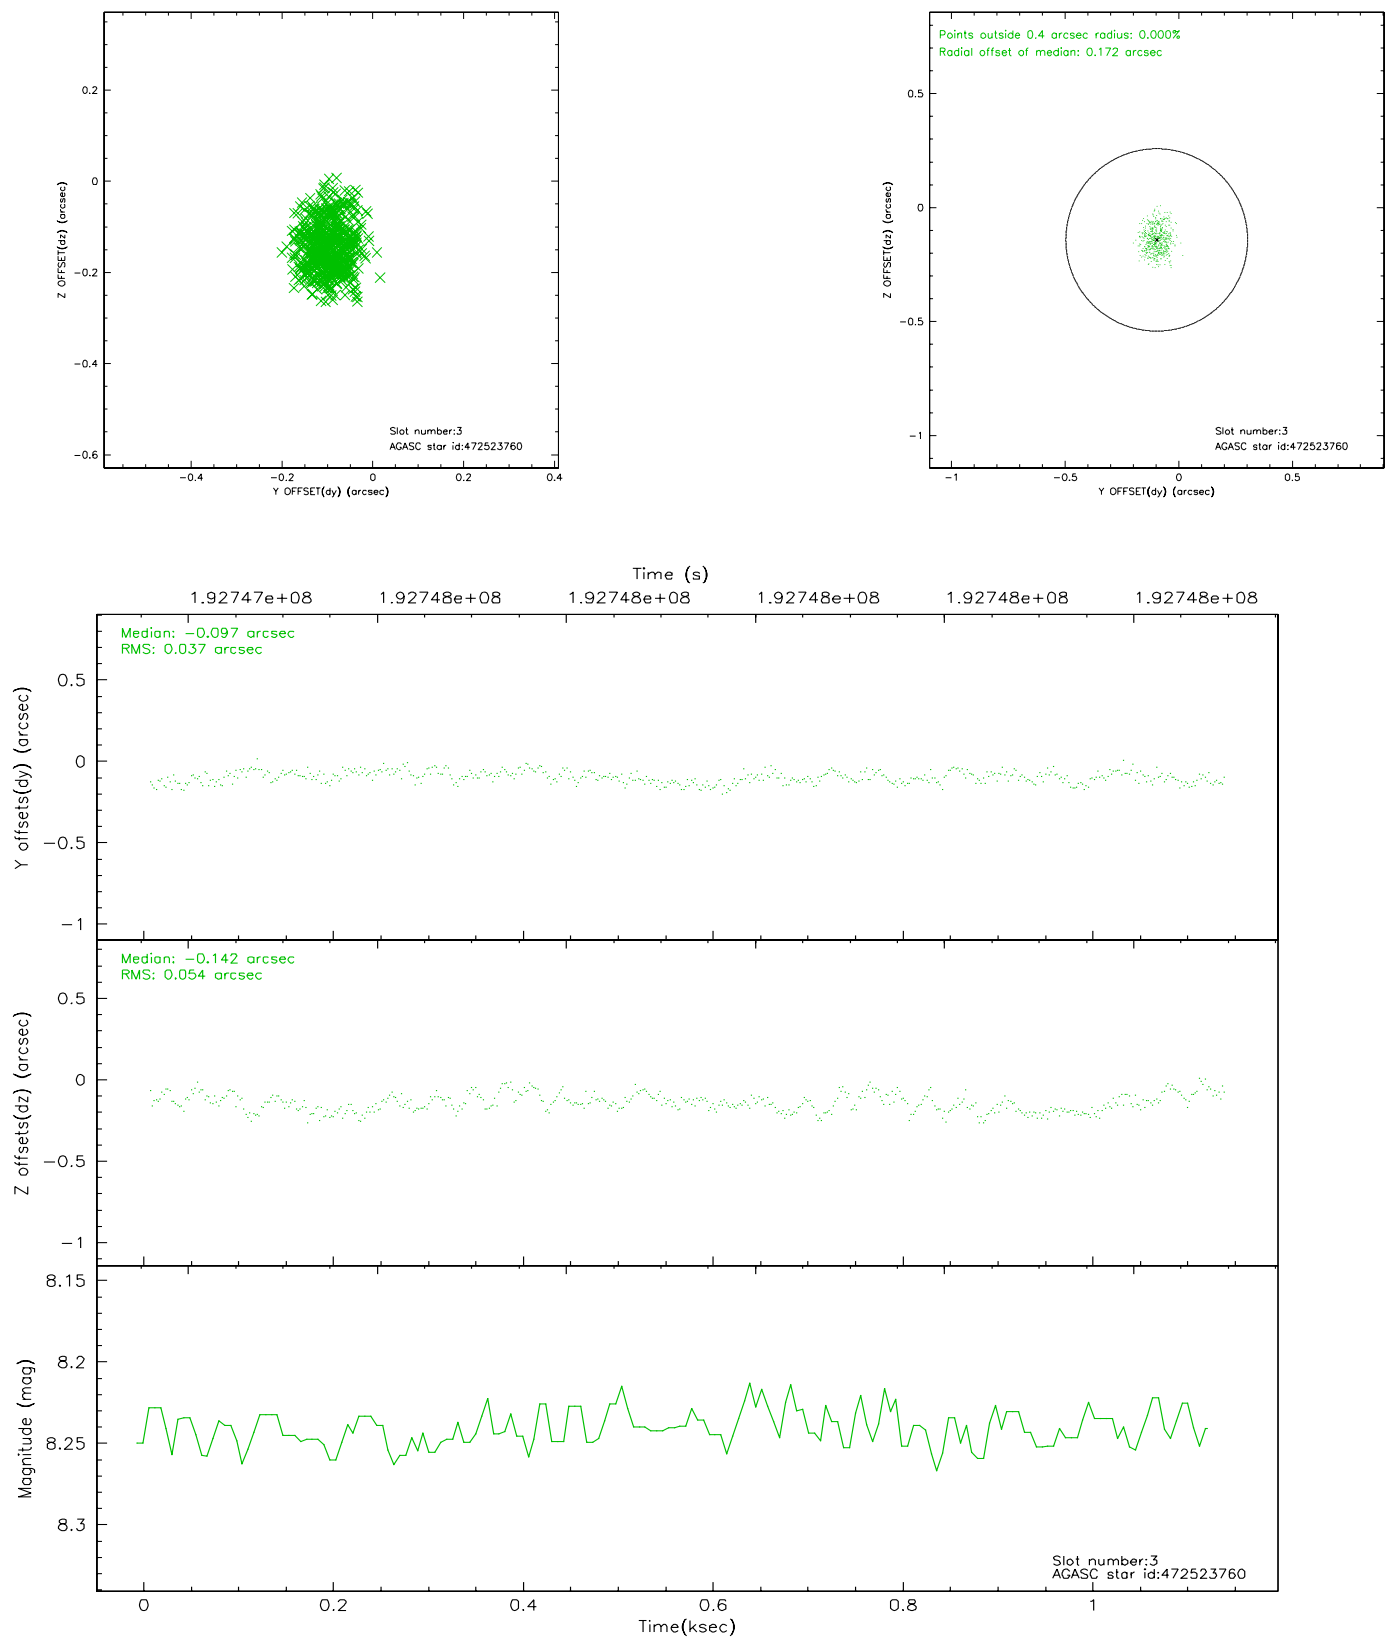 0.2
0
−0.2
−0.4
−0.6
Z OFFSET(dz) (arcsec)
−0.4 −0.2 0 0.2 0.4
Y OFFSET(dy) (arcsec)
Slot number:3
AGASC star id:472523760
Points outside 0.4 arcsec radius: 0.000%
Radial offset of median: 0.172 arcsec
0.5
0
−0.5
−1
Z OFFSET(dz) (arcsec)
−1 −0.5 0 0.5
Y OFFSET(dy) (arcsec)
Slot number:3
AGASC star id:472523760
Time (s)
1.92747e+08 1.92748e+08 1.92748e+08 1.92748e+08 1.92748e+08 1.92748e+08
Median: −0.097 arcsec
RMS: 0.037 arcsec
0.5
0
−0.5
−1
Y offsets(dy) (arcsec)
Median: −0.142 arcsec
RMS: 0.054 arcsec
0.5
0
−0.5
−1
Z offsets(dz) (arcsec)
8.15
8.2
8.25
8.3
Magnitude (mag)
Slot number:3
AGASC star id:472523760
0 0.2 0.4 0.6 0.8 1
Time(ksec)